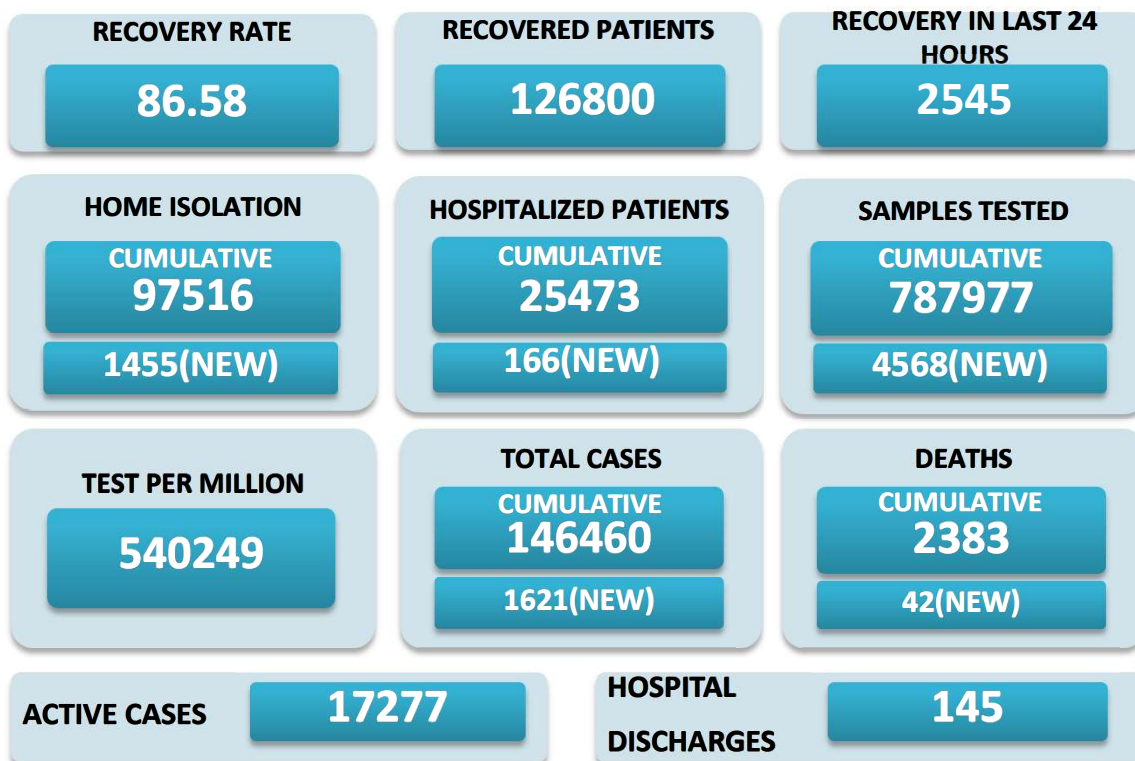 RECOVERY RATE
86.58
RECOVERED PATIENTS
126800
RECOVERY IN LAST 24
HOURS
2545
HOME ISOLATION
CUMULATIVE
97516
1455(NEW)
HOSPITALIZED PATIENTS
CUMULATIVE
25473
166(NEW)
SAMPLES TESTED
CUMULATIVE
787977
4568(NEW)
TEST PER MILLION
540249
TOTAL CASES
CUMULATIVE
146460
1621(NEW)
DEATHS
CUMULATIVE
2383
42(NEW)
ACTIVE CASES
17277
HOSPITAL
DISCHARGES
145